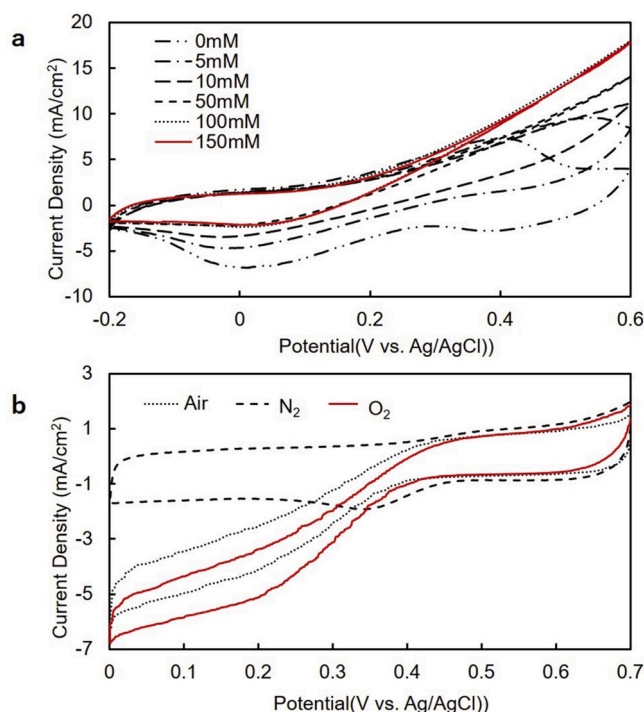 a
20
15
10
5
0
-5
-10
Current Density (mA/cm²)
0mM
5mM
10mM
50mM
100mM
150mM
-0.2 0 0.2 0.4 0.6
Potential(V vs. Ag/AgCl))
b
3
1
-1
-3
-5
-7
Current Density (mA/cm²)
Air N₂ O₂
0 0.1 0.2 0.3 0.4 0.5 0.6 0.7
Potential(V vs. Ag/AgCl))